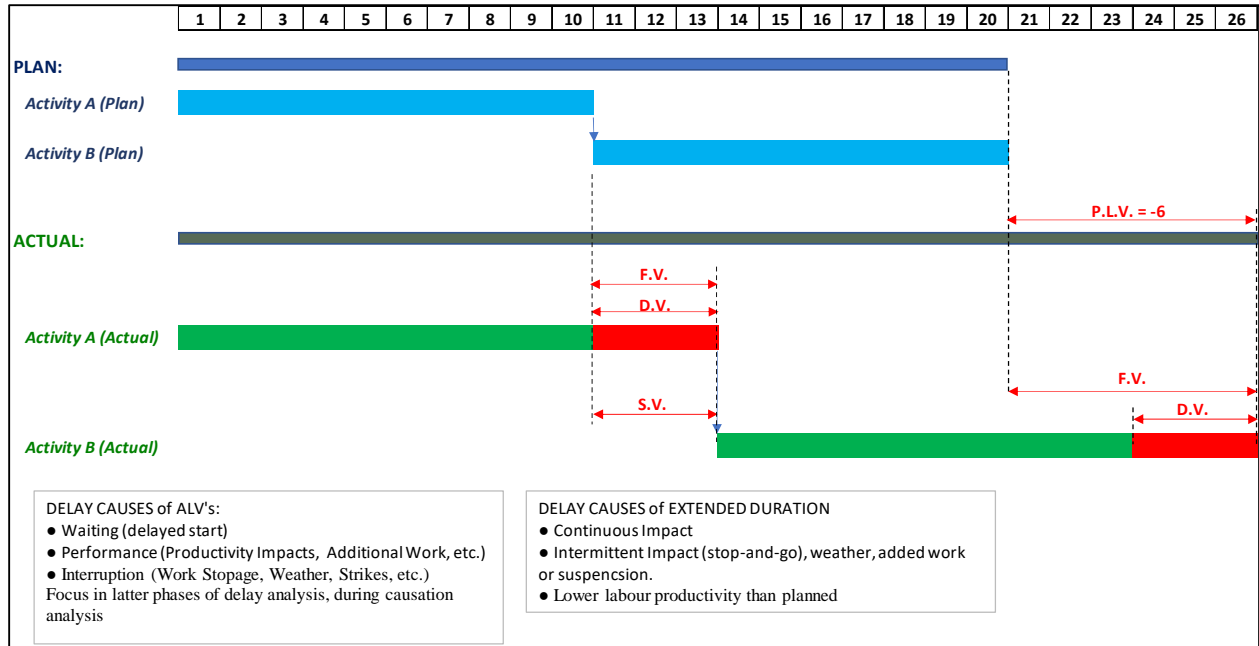 1 2 3 4 5 6 7 8 9 10 11 12 13 14 15 16 17 18 19 20 21 22 23 24 25 26
PLAN:
Activity A (Plan)
Activity B (Plan)
P.L.V. = -6
ACTUAL:
F.V.
D.V.
Activity A (Actual)
F.V.
S.V.
D.V.
Activity B (Actual)
DELAY CAUSES of ALV's:
● Waiting (delayed start)
● Performance (Productivity Impacts, Additional Work, etc.)
● Interruption (Work Stopage, Weather, Strikes, etc.)
Focus in latter phases of delay analysis, during causation
analysis
DELAY CAUSES of EXTENDED DURATION
● Continuous Impact
● Intermittent Impact (stop-and-go), weather, added work
or suspencsion.
● Lower labour productivity than planned